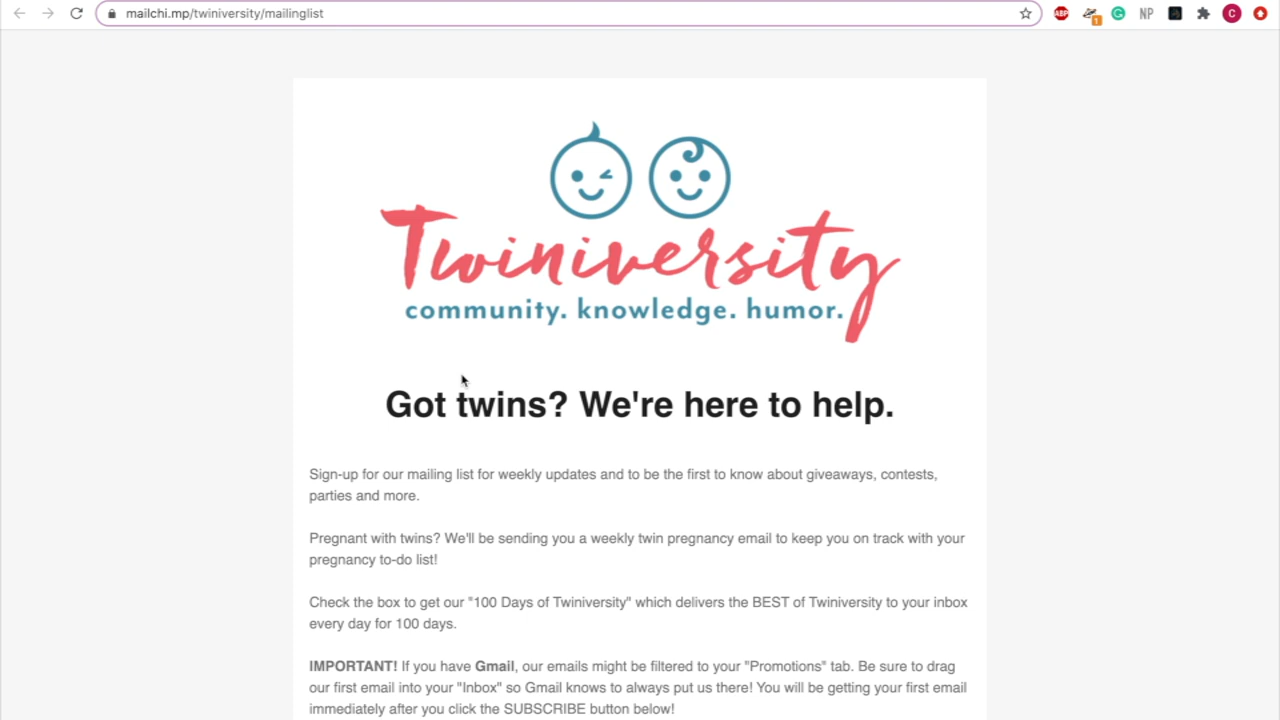 mailchi.mp/twiniversity/mailinglist
ABP
1
NP
C
Twiniversity
community. knowledge. humor.
Got twins? We're here to help.
Sign-up for our mailing list for weekly updates and to be the first to know about giveaways, contests,
parties and more.
Pregnant with twins? We'll be sending you a weekly twin pregnancy email to keep you on track with your
pregnancy to-do list!
Check the box to get our "100 Days of Twiniversity" which delivers the BEST of Twiniversity to your inbox
every day for 100 days.
IMPORTANT! If you have Gmail, our emails might be filtered to your "Promotions" tab. Be sure to drag
our first email into your "Inbox" so Gmail knows to always put us there! You will be getting your first email
immediately after you click the SUBSCRIBE button below!